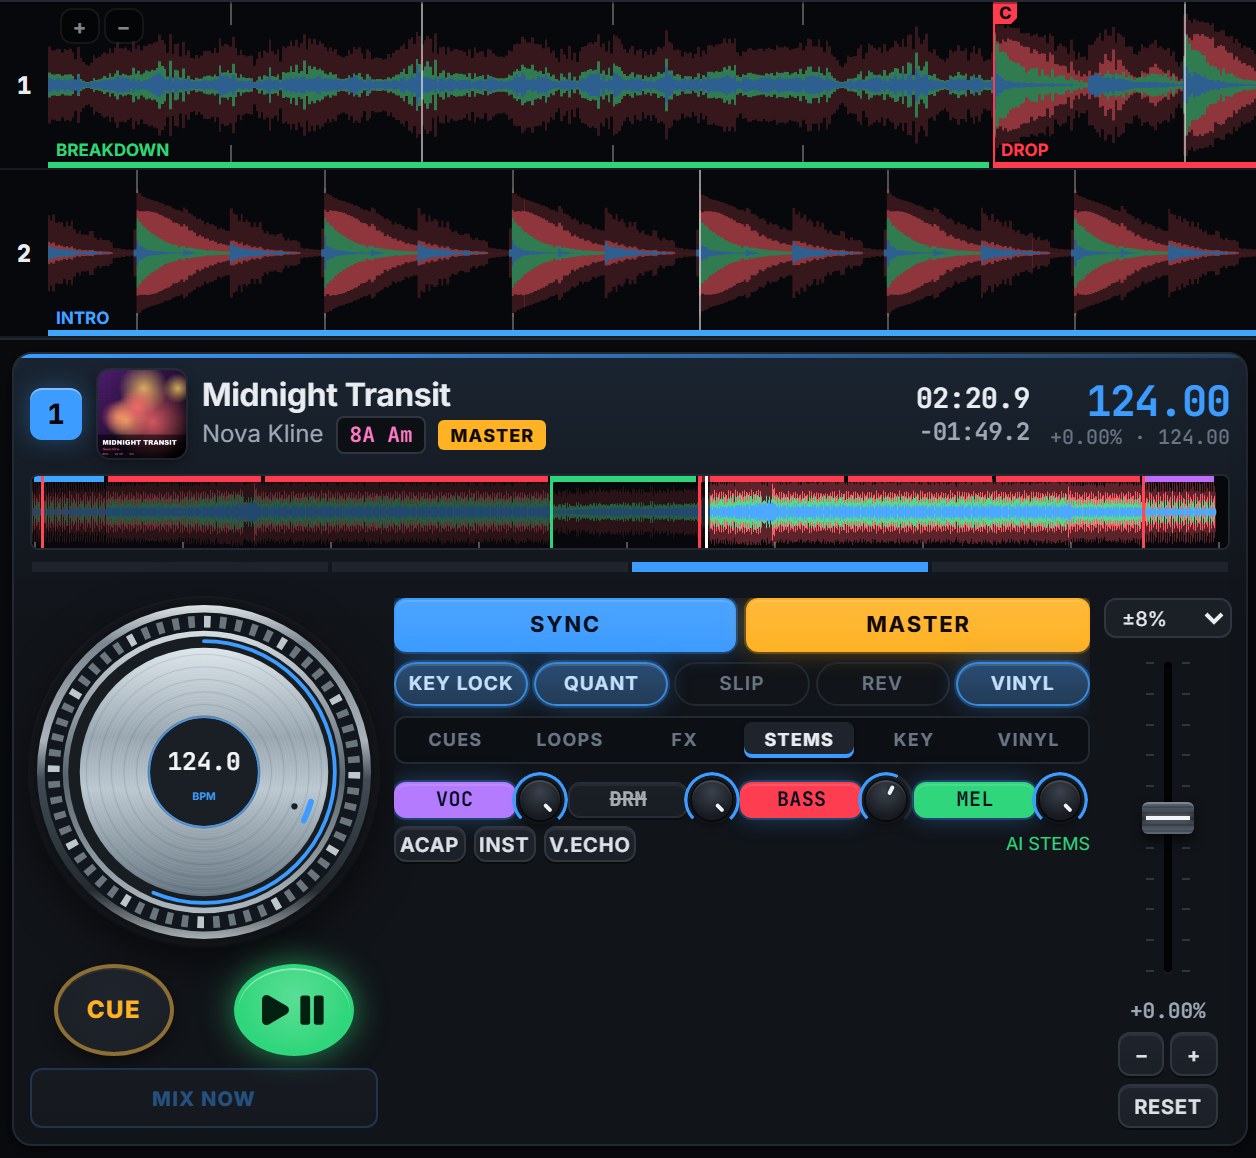 + −
C
1
BREAKDOWN DROP
2
INTRO
1
MIDNIGHT TRANSIT
Midnight Transit
Nova Kline 8A Am MASTER
02:20.9 124.00
-01:49.2 +0.00% · 124.00
SYNC MASTER ±8%
KEY LOCK QUANT SLIP REV VINYL
CUES LOOPS FX STEMS KEY VINYL
124.0
BPM
VOC DRM BASS MEL
ACAP INST V.ECHO AI STEMS
CUE
+0.00%
− +
MIX NOW RESET